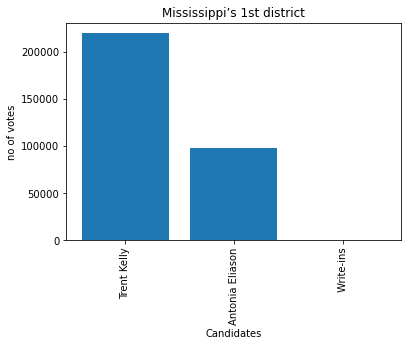 Mississippi’s 1st district
200000
150000
100000
50000
0
no of votes
Trent Kelly
Antonia Eliason
Write-ins
Candidates